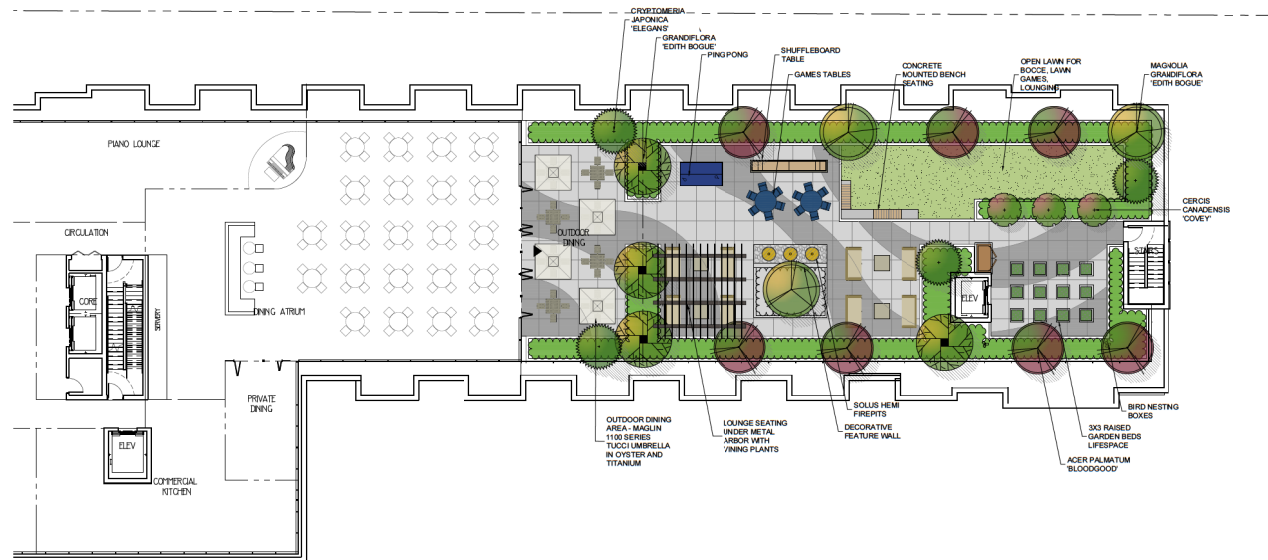 CRYPTOMERIA
JAPONICA
'ELEGANS'
GRANDIFLORA
'EDITH BOGUE'
PINGPONG
SHUFFLEBOARD
TABLE
GAMES TABLES
CONCRETE
MOUNTED BENCH
SEATING
OPEN LAWN FOR
BOCCE, LAWN
GAMES,
LOUNGING
MAGNOLIA
GRANDIFLORA
'EDITH BOGUE'
PIANO LOUNGE
CERCIS
CANADENSIS
'COVEY'
CIRCULATION
OUTDOOR
DINING
STAIRS
CORE
SERVERY
DINING ATRIUM
ELEV
PRIVATE
DINING
SOLUS HEMI
FIREPITS
DECORATIVE
FEATURE WALL
BIRD NESTING
BOXES
3X3 RAISED
GARDEN BEDS
LIFESPACE
ACER PALMATUM
'BLOODGOOD'
OUTDOOR DINING
AREA - MAGLIN
1100 SERIES
TUCCI UMBRELLA
IN OYSTER AND
TITANIUM
LOUNGE SEATING
UNDER METAL
ARBOR WITH
VINING PLANTS
ELEV
COMMERCIAL
KITCHEN